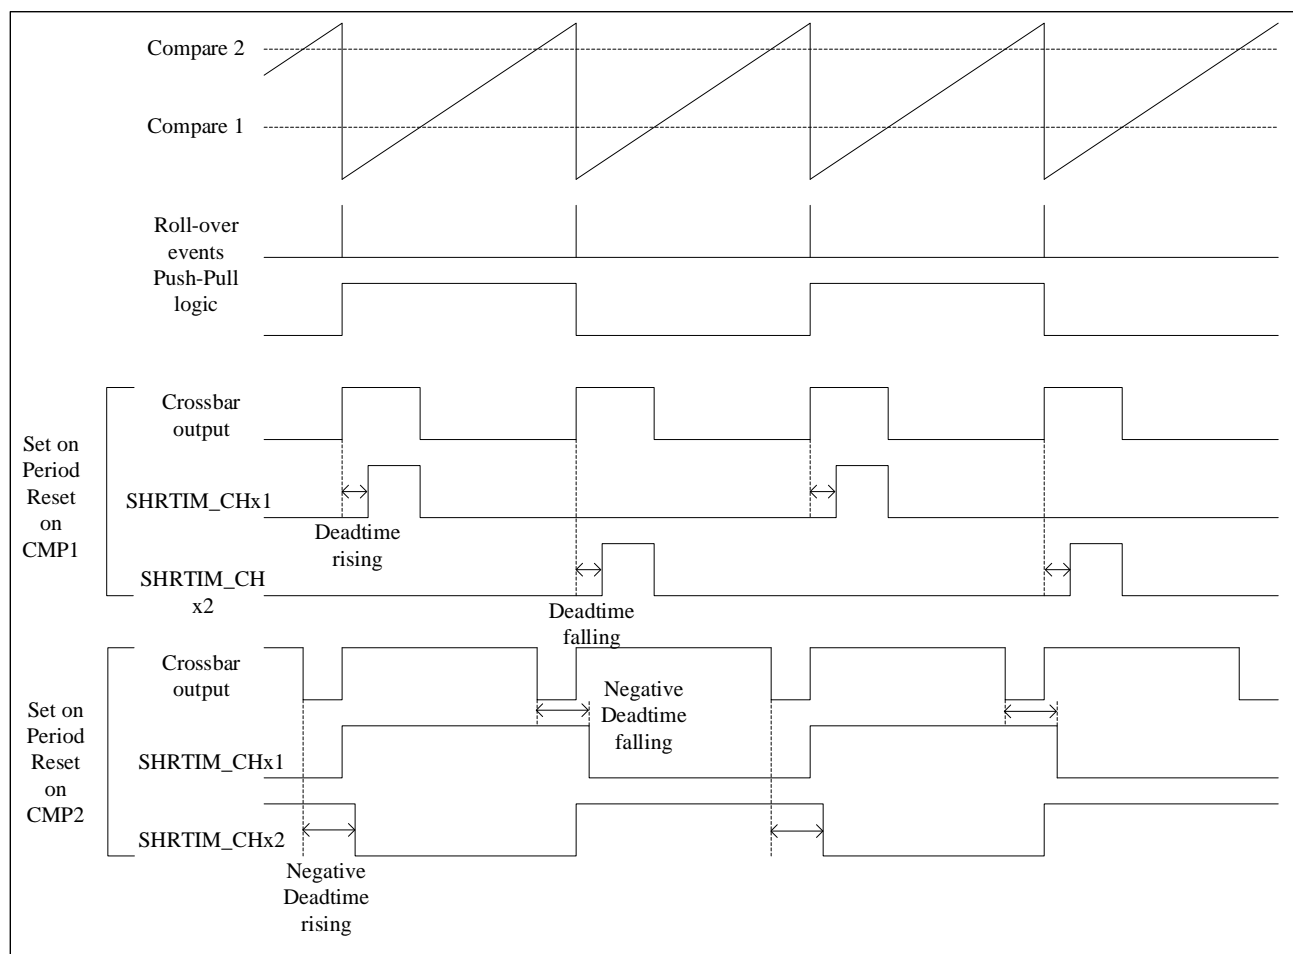 Compare 2
Compare 1
Roll-over
events
Push-Pull
logic
Set on
Period
Reset
on
CMP1
Crossbar
output
SHRTIM_CHx1
Deadtime
rising
SHRTIM_CH
x2
Deadtime
falling
Set on
Period
Reset
on
CMP2
Crossbar
output
Negative
Deadtime
falling
SHRTIM_CHx1
SHRTIM_CHx2
Negative
Deadtime
rising